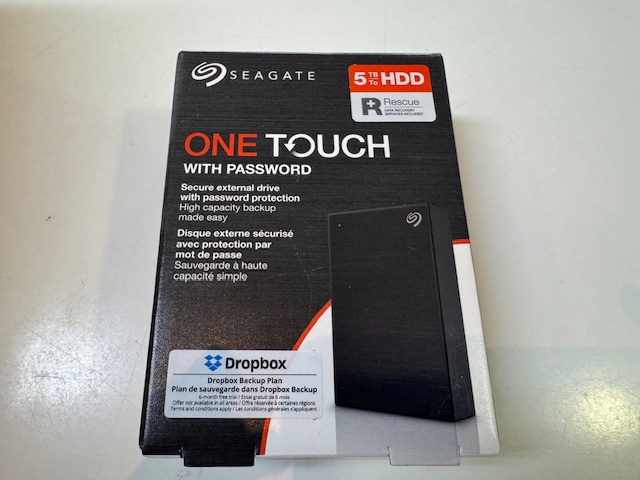 SEAGATE
5 TB To HDD
Rescue
DATA RECOVERY
SERVICES INCLUDED
ONE TOUCH
WITH PASSWORD
Secure external drive
with password protection
High capacity backup
made easy
Disque externe sécurisé
avec protection par
mot de passe
Sauvegarde à haute
capacité simple
Dropbox
Dropbox Backup Plan
Plan de sauvegarde dans Dropbox Backup
6-month free trial / Essai gratuit de 6 mois
Offer not available in all areas / Offre réservée à certaines régions
Terms and conditions apply / Les conditions générales s'appliquent